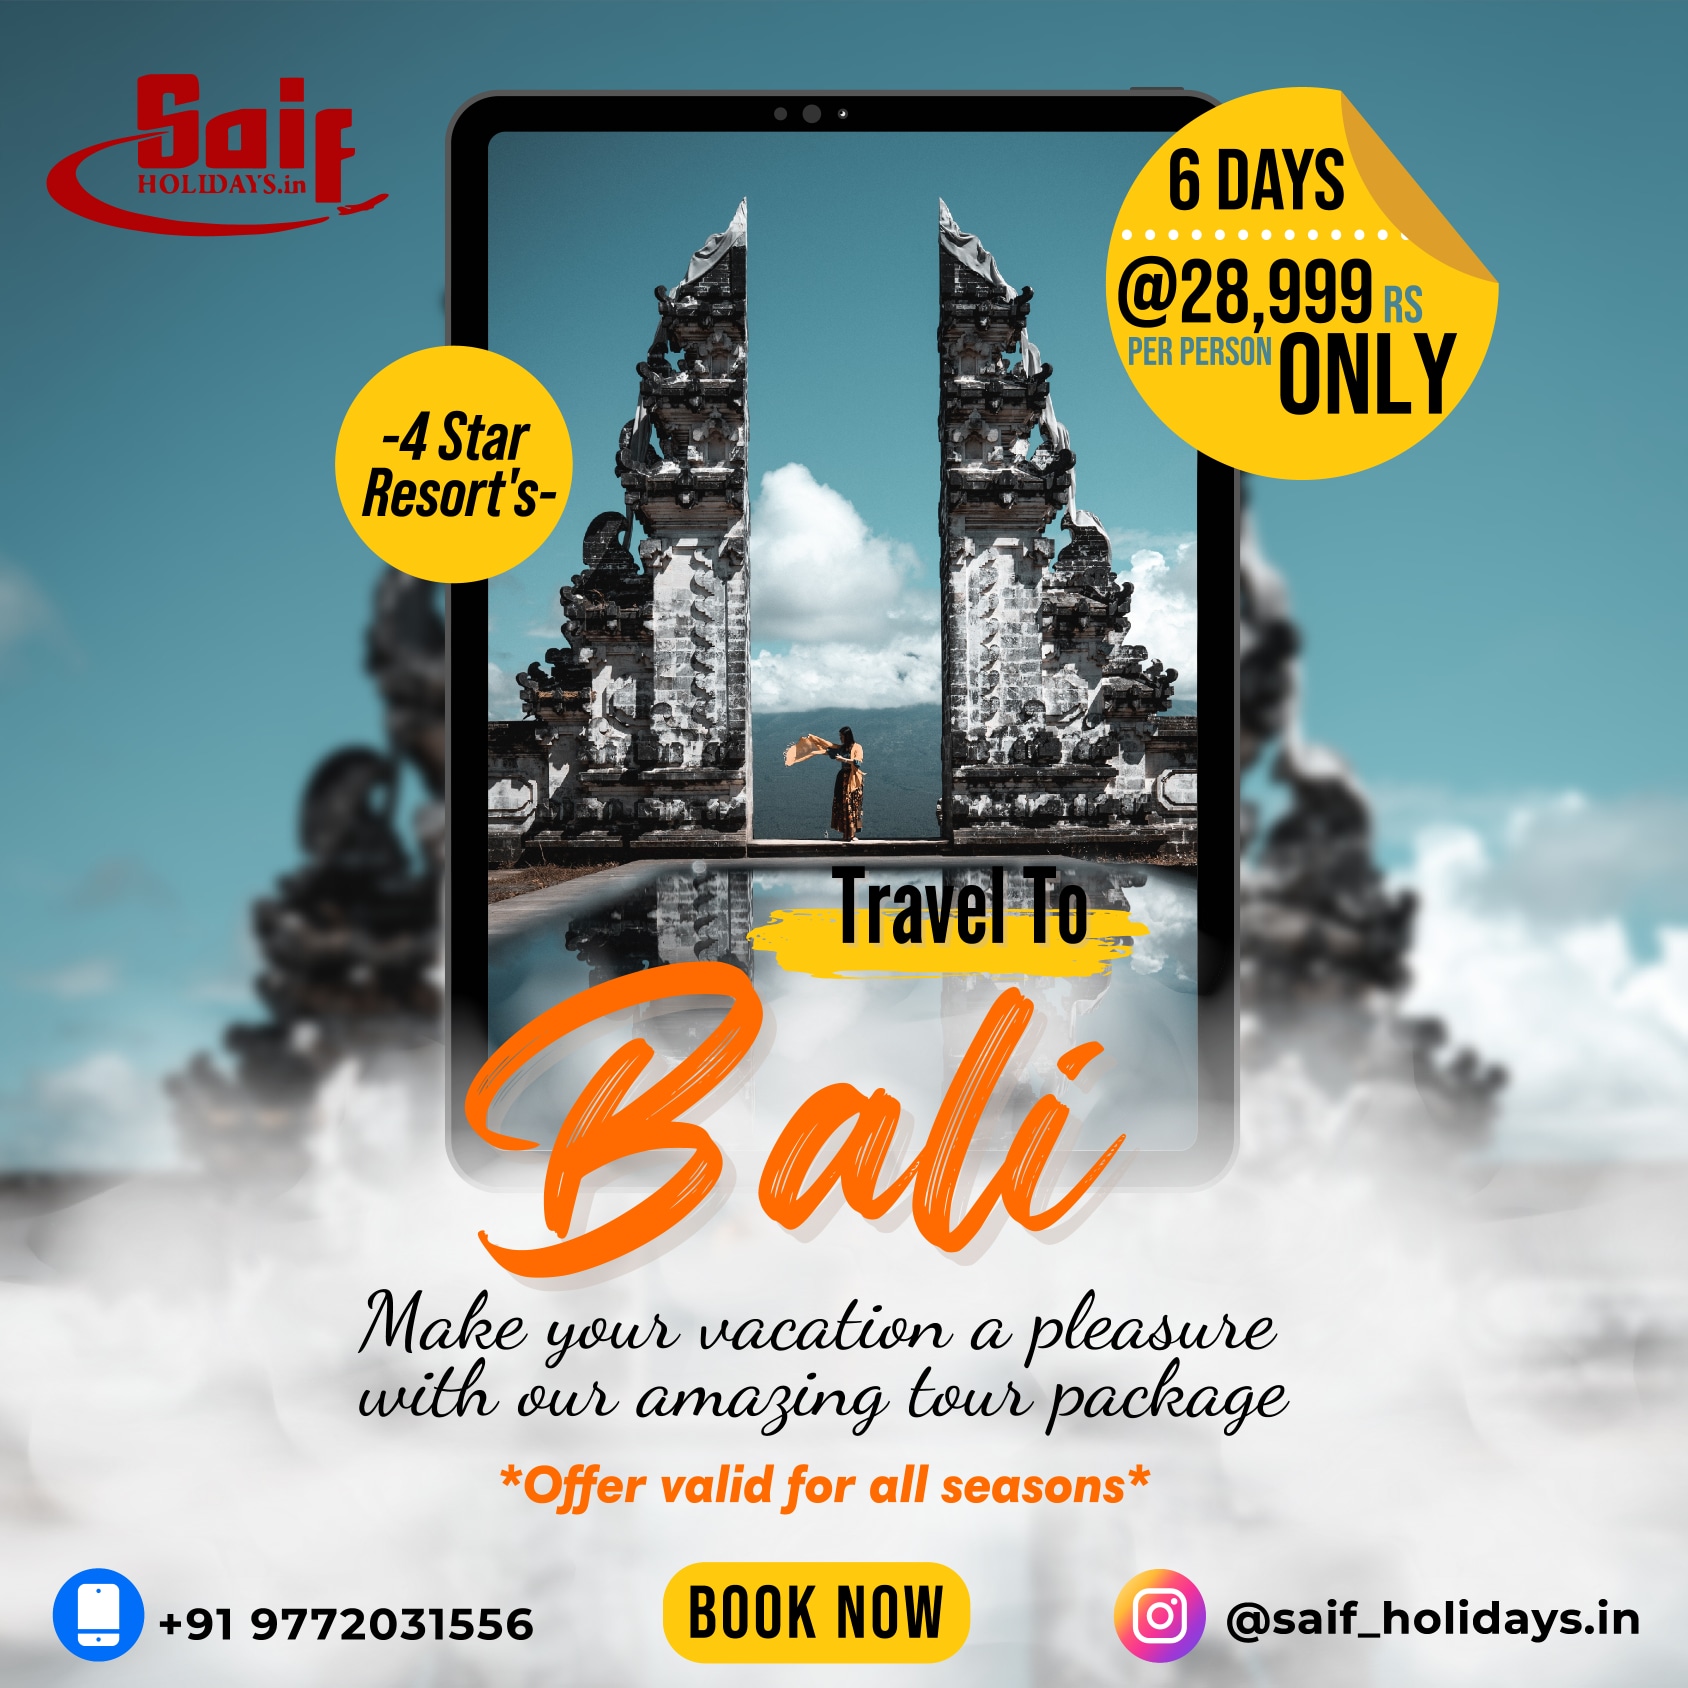 Saif
HOLIDAYS.in
6 DAYS
@28,999 RS
PER PERSON ONLY
-4 Star
Resort's-
Travel To
Bali
Make your vacation a pleasure
with our amazing tour package
*Offer valid for all seasons*
+91 9772031556
BOOK NOW
@saif_holidays.in